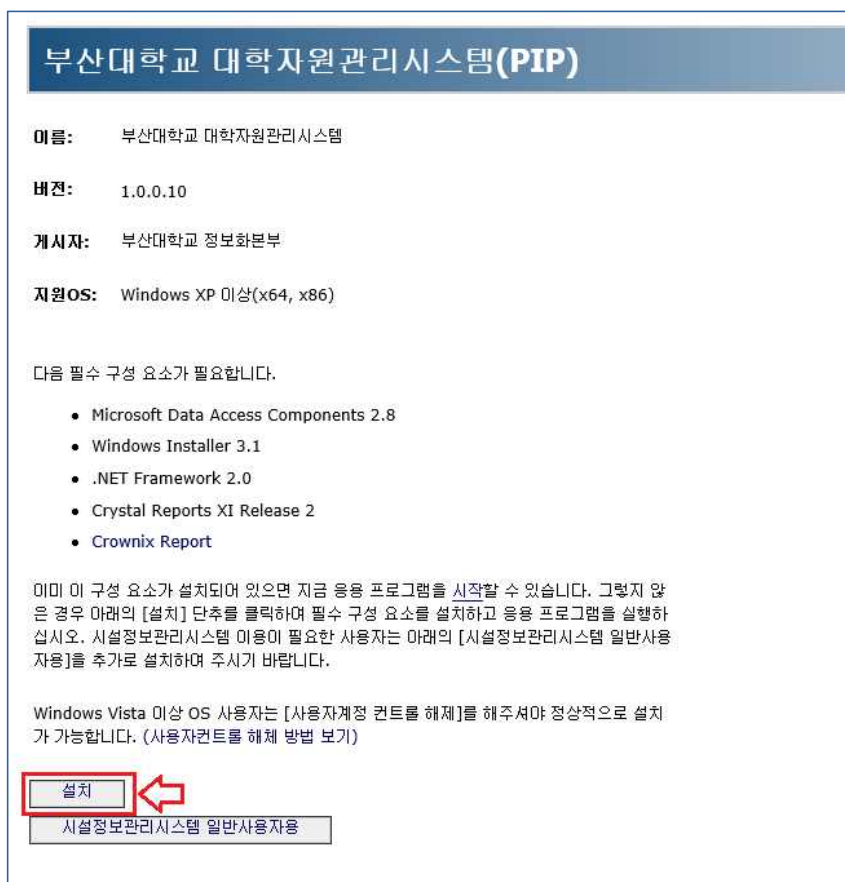 부산대학교 대학자원관리시스템(PIP)
이름: 부산대학교 대학자원관리시스템
버전: 1.0.0.10
게시자: 부산대학교 정보화본부
지원OS: Windows XP 이상(x64, x86)
다음 필수 구성 요소가 필요합니다.
• Microsoft Data Access Components 2.8
• Windows Installer 3.1
• .NET Framework 2.0
• Crystal Reports XI Release 2
• Crownix Report
이미 이 구성 요소가 설치되어 있으면 지금 응용 프로그램을 시작할 수 있습니다. 그렇지 않
은 경우 아래의 [설치] 단추를 클릭하여 필수 구성 요소를 설치하고 응용 프로그램을 실행하
십시오. 시설정보관리시스템 이용이 필요한 사용자는 아래의 [시설정보관리시스템 일반사용
자용]을 추가로 설치하여 주시기 바랍니다.
Windows Vista 이상 OS 사용자는 [사용자계정 컨트롤 해제]를 해주셔야 정상적으로 설치
가 가능합니다. (사용자컨트롤 해체 방법 보기)
설치
시설정보관리시스템 일반사용자용